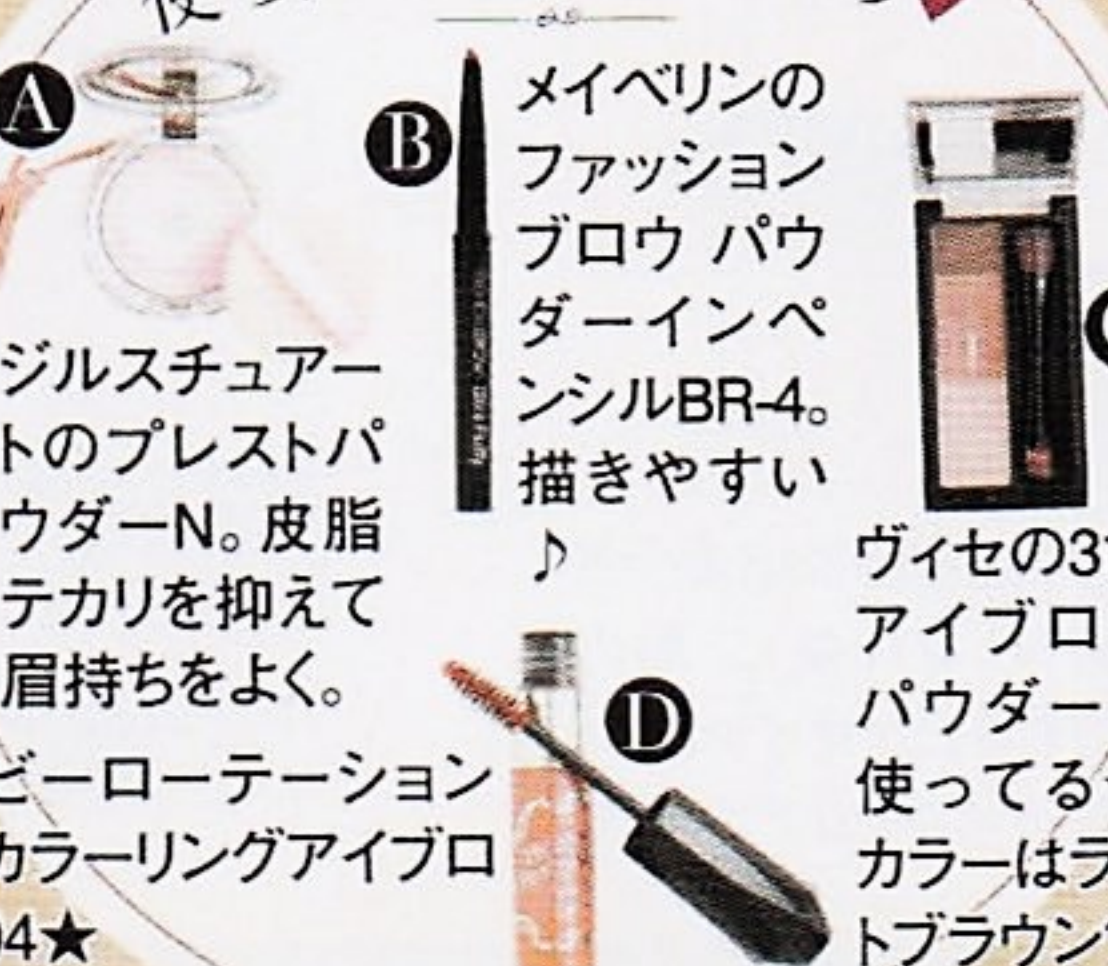 使
A
ジルスチュアー
トのプレストパ
ウダーN。皮脂
テカリを抑えて
眉持ちをよく。
B
メイベリンの
ファッション
ブロウ パウ
ダーインペ
ンシルBR-4。
描きやすい
♪
ヴィセの3
アイブロ
パウダー
使ってる
カラーはラ
トブラウン
D
ビーローテーション
カラーリングアイブロ
04★